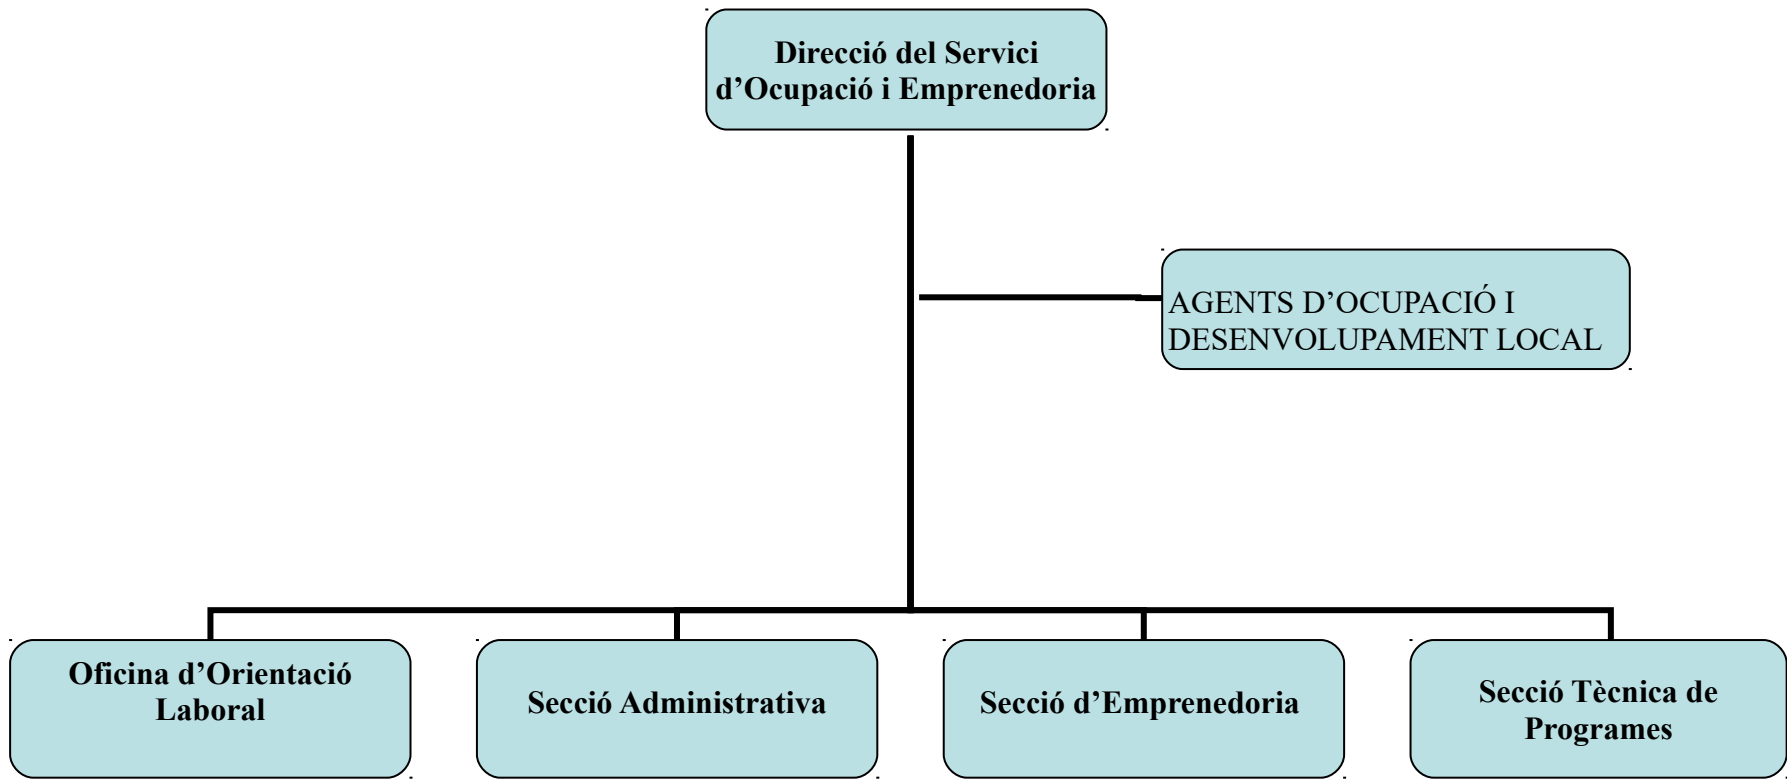 Direcció del Servici
d’Ocupació i Emprenedoria
AGENTS D’OCUPACIÓ I
DESENVOLUPAMENT LOCAL
Oficina d’Orientació
Laboral
Secció Administrativa
Secció d’Emprenedoria
Secció Tècnica de
Programes